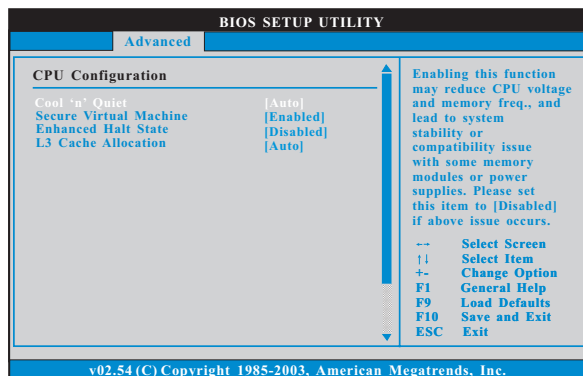 BIOS SETUP UTILITY
Advanced
CPU Configuration
Cool ‘n’ Quiet [Auto]
Secure Virtual Machine [Enabled]
Enhanced Halt State [Disabled]
L3 Cache Allocation [Auto]
Enabling this function
may reduce CPU voltage
and memory freq., and
lead to system
stability or
compatibility issue
with some memory
modules or power
supplies. Please set
this item to [Disabled]
if above issue occurs.
←→ Select Screen
↑↓ Select Item
+- Change Option
F1 General Help
F9 Load Defaults
F10 Save and Exit
ESC Exit
v02.54 (C) Copyright 1985-2003, American Megatrends, Inc.